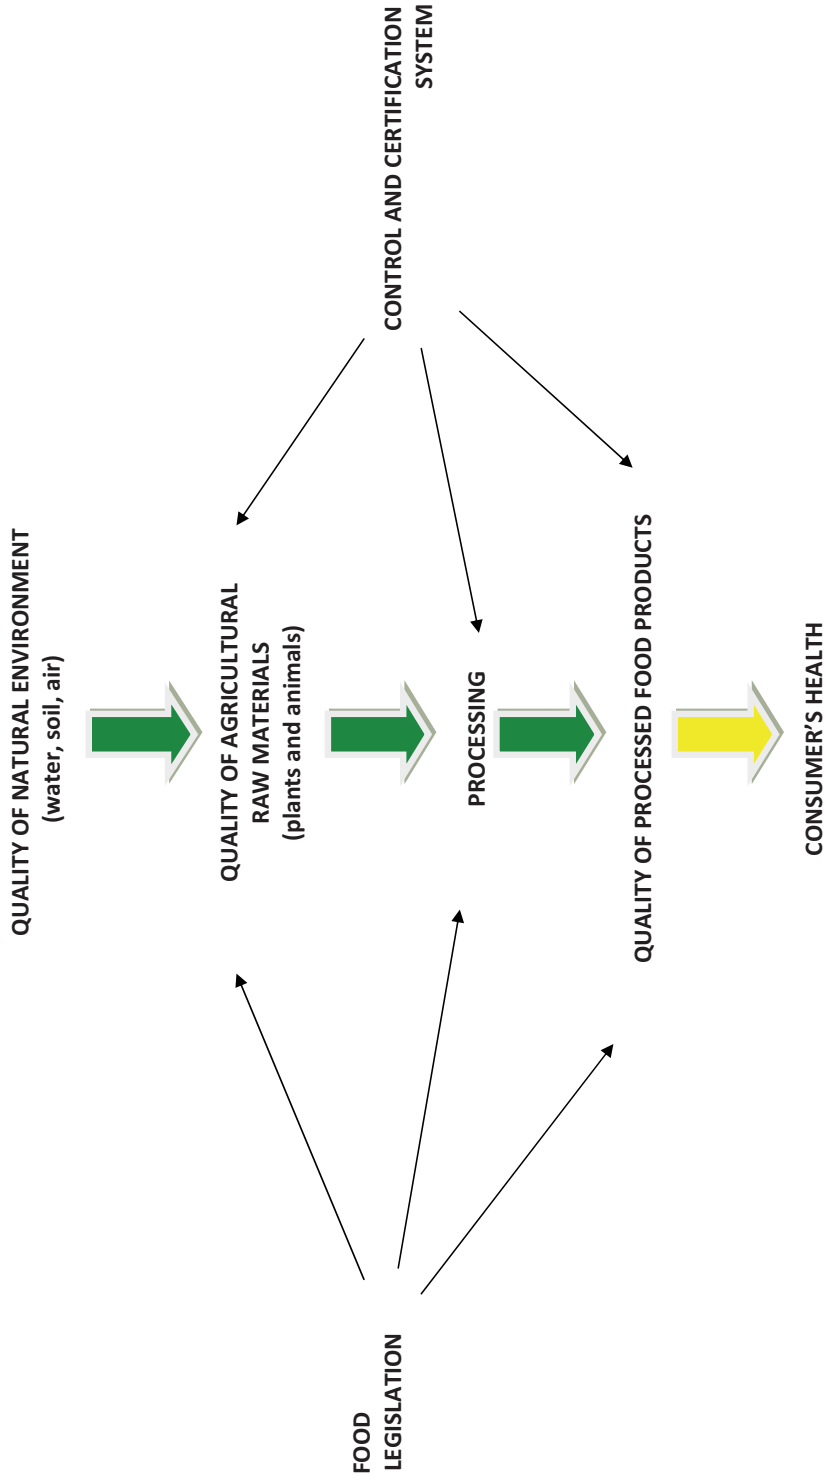 QUALITY OF NATURAL ENVIRONMENT
(water, soil, air)
QUALITY OF AGRICULTURAL
RAW MATERIALS
(plants and animals)
FOOD
LEGISLATION
CONTROL AND CERTIFICATION
SYSTEM
PROCESSING
QUALITY OF PROCESSED FOOD PRODUCTS
CONSUMER'S HEALTH